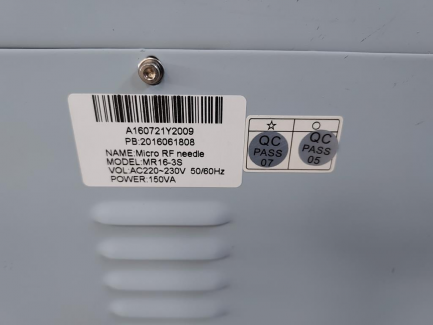 A160721Y2009
PB:2016061808
NAME:Micro RF needle
MODEL:MR16-3S
VOL:AC220~230V 50/60Hz
POWER:150VA
☆ ○
QC PASS 07
QC PASS 05